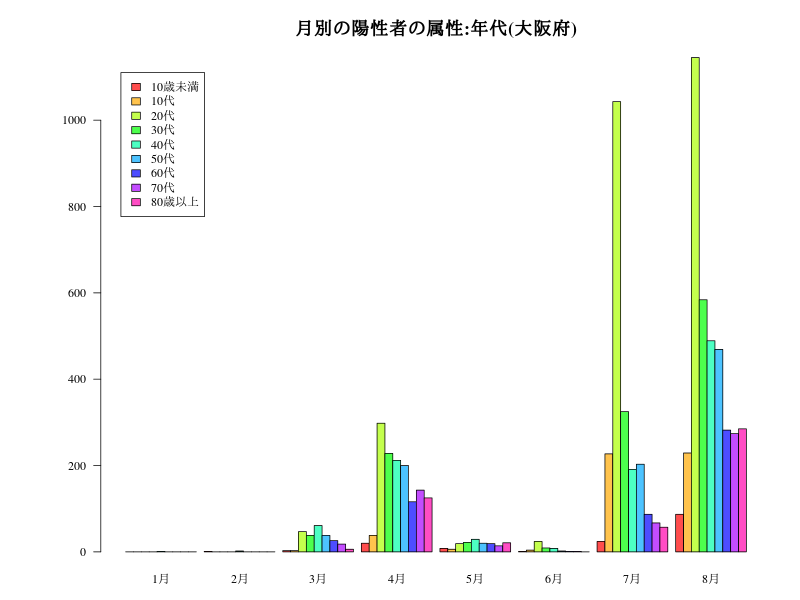 月別の陽性者の属性:年代(大阪府)
10歳未満
10代
20代
30代
40代
50代
60代
70代
80歳以上
1000
800
600
400
200
0
1月 2月 3月 4月 5月 6月 7月 8月